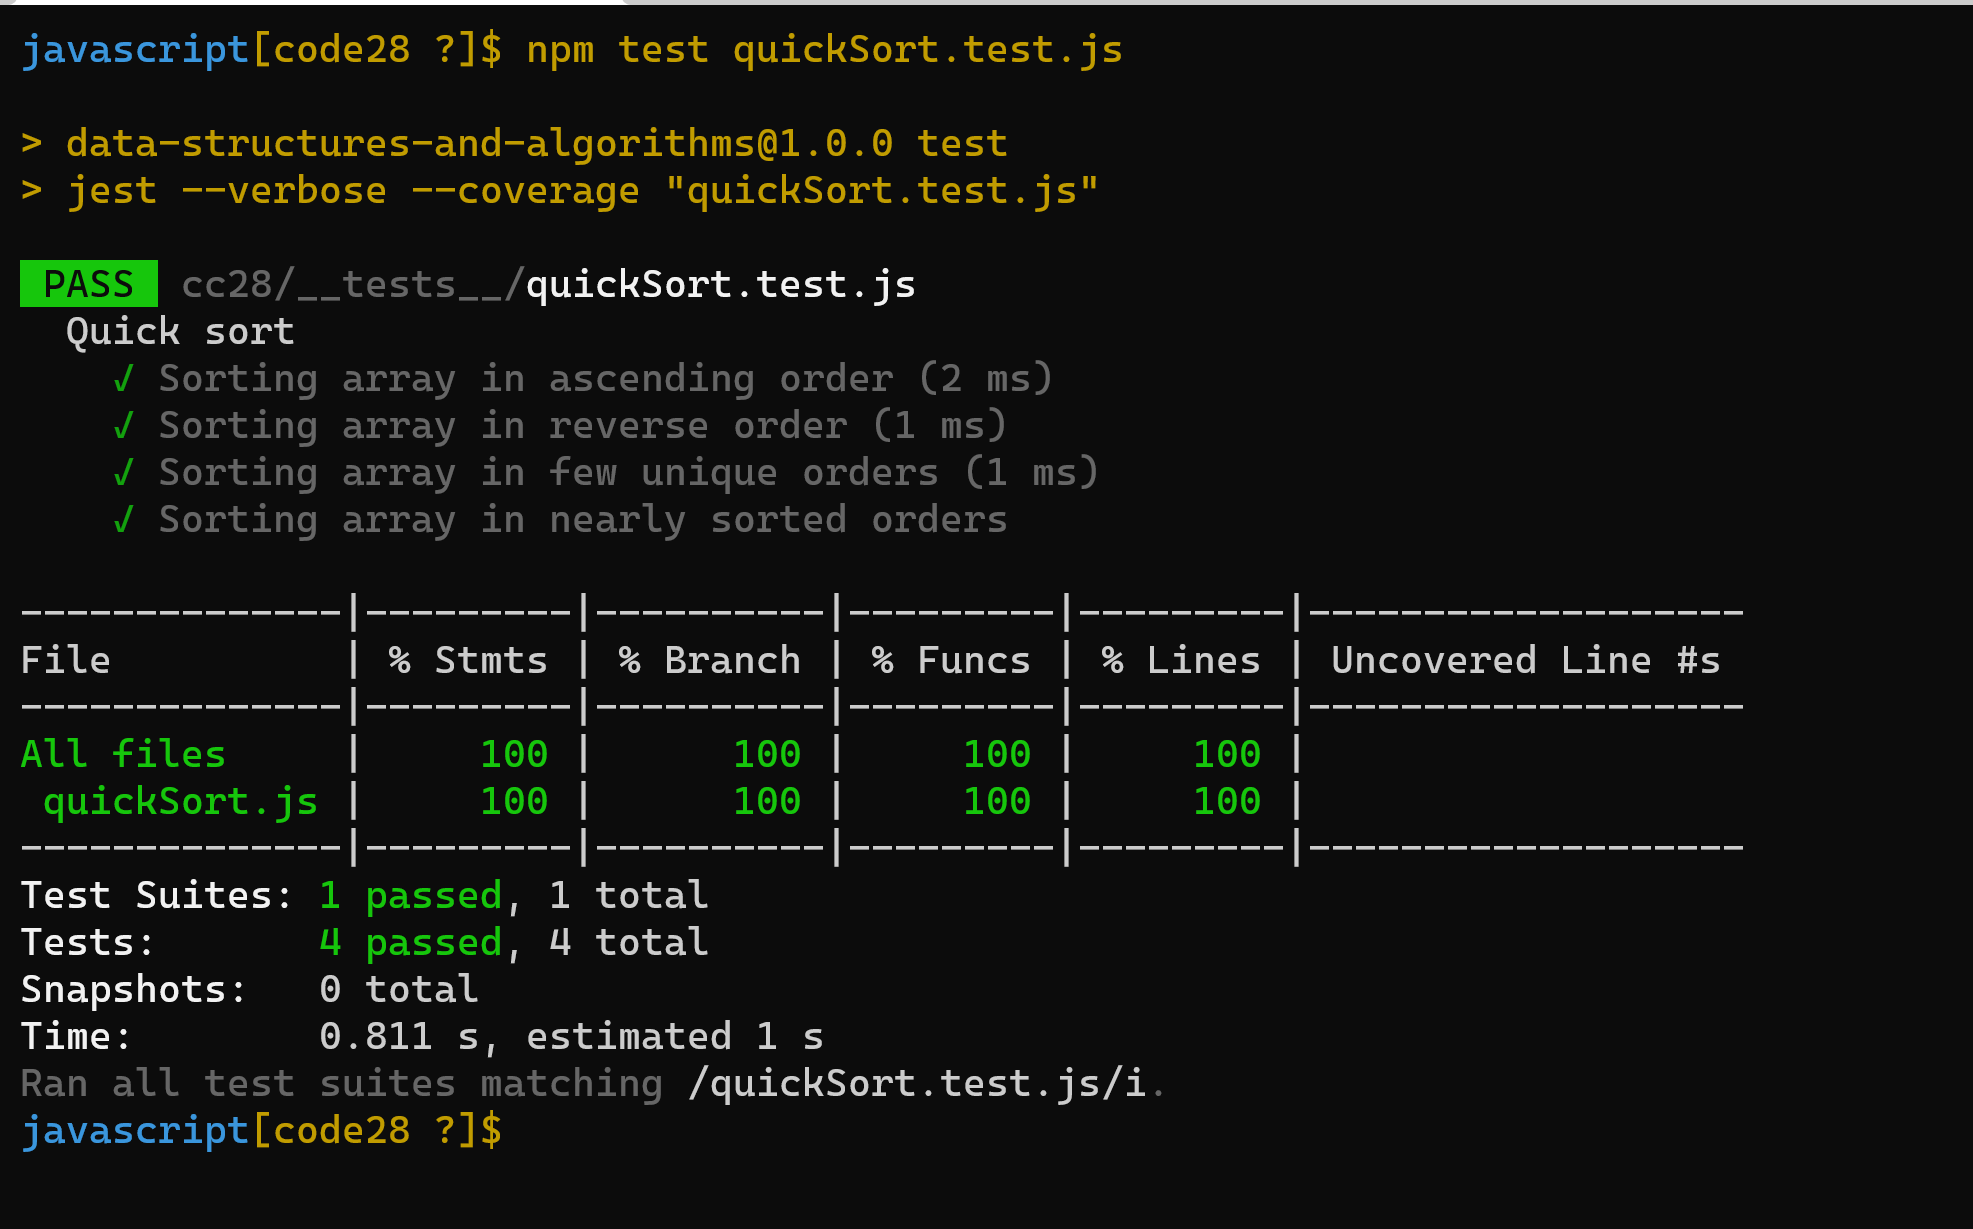 javascript[code28 ?]$ npm test quickSort.test.js
> data-structures-and-algorithms@1.0.0 test
> jest --verbose --coverage "quickSort.test.js"
PASS cc28/__tests__/quickSort.test.js
Quick sort
√ Sorting array in ascending order (2 ms)
√ Sorting array in reverse order (1 ms)
√ Sorting array in few unique orders (1 ms)
√ Sorting array in nearly sorted orders
--------------|---------|----------|---------|---------|-------------------
File          | % Stmts | % Branch | % Funcs | % Lines | Uncovered Line #s
--------------|---------|----------|---------|---------|-------------------
All files     |     100 |      100 |     100 |     100 |
 quickSort.js |     100 |      100 |     100 |     100 |
--------------|---------|----------|---------|---------|-------------------
Test Suites: 1 passed, 1 total
Tests:       4 passed, 4 total
Snapshots:   0 total
Time:        0.811 s, estimated 1 s
Ran all test suites matching /quickSort.test.js/i.
javascript[code28 ?]$